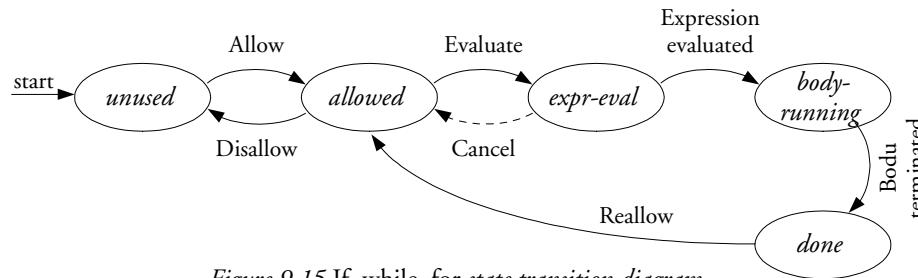 Expression
evaluated
Allow
Evaluate
start
unused
allowed
expr-eval
body-
running
Disallow
Cancel
Bodu
terminated
Reallow
done
Figure 9.15 If, while, for state transition diagram